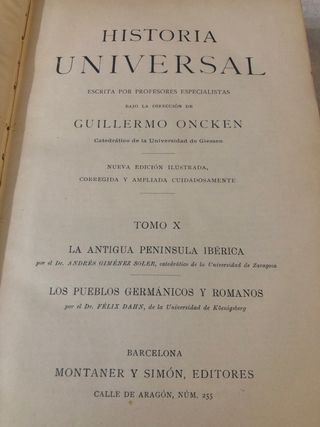 HISTORIA
UNIVERSAL
ESCRITA POR PROFESORES ESPECIALISTAS
BAJO LA DIRECCIÓN DE
GUILLERMO ONCKEN
Catedrático de la Universidad de Giessen
NUEVA EDICIÓN ILUSTRADA,
CORREGIDA Y AMPLIADA CUIDADOSAMENTE
TOMO X
LA ANTIGUA PENINSULA IBÉRICA
por el Dr. ANDRÉS GIMÉNEZ SOLER, catedrático de la Universidad de Zaragoza
LOS PUEBLOS GERMÁNICOS Y ROMANOS
por el Dr. FÉLIX DAHN, de la Universidad de Kœnigsberg
BARCELONA
MONTANER Y SIMÓN, EDITORES
CALLE DE ARAGÓN, NÚM. 255